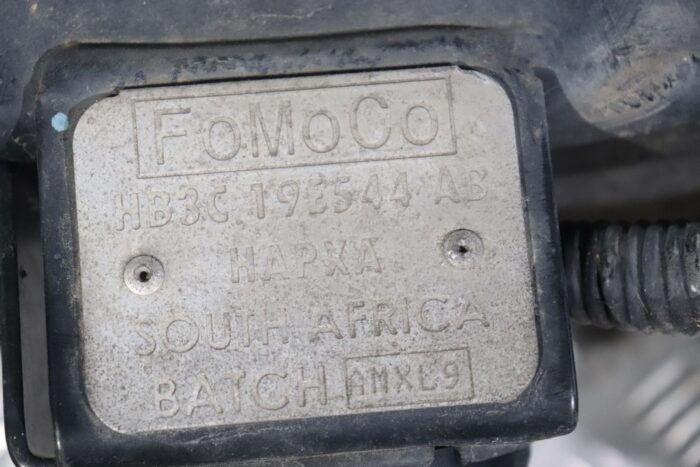 FoMoCo
HB3C 19E544 AB
HAPXA
SOUTH AFRICA
BATCH AMXL9